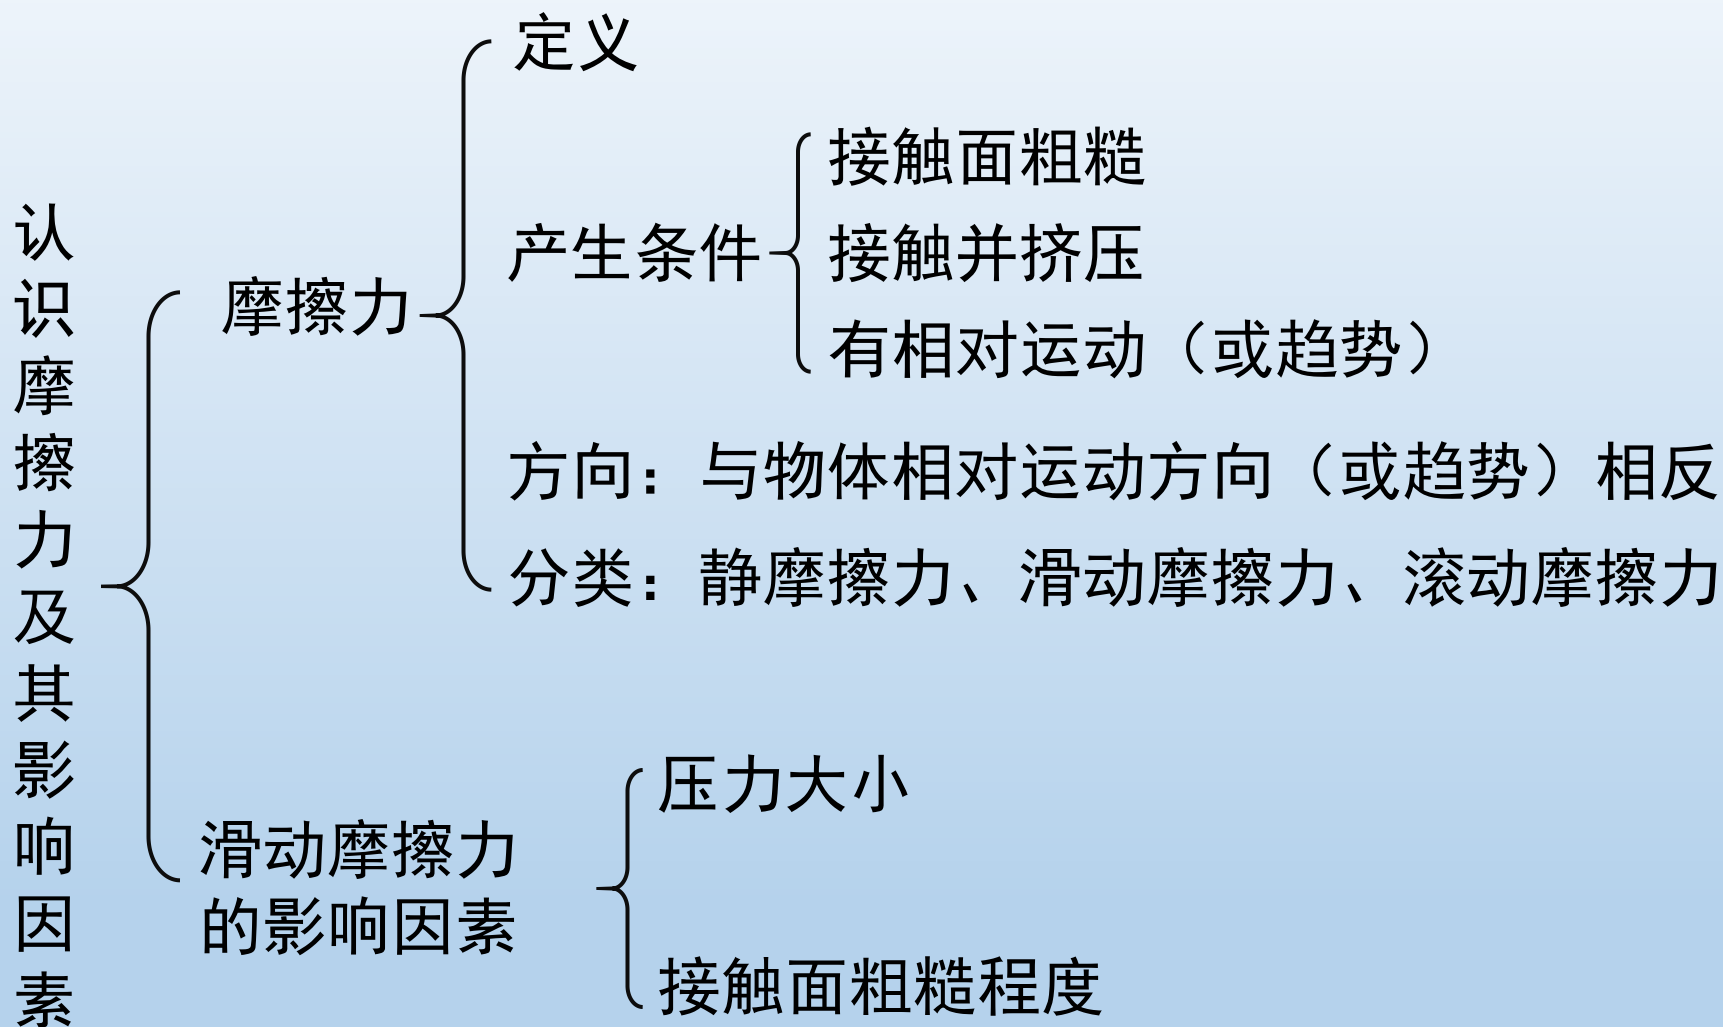 认识摩擦力及其影响因素
摩擦力
定义
产生条件
接触面粗糙
接触并挤压
有相对运动（或趋势）
方向：与物体相对运动方向（或趋势）相反
分类：静摩擦力、滑动摩擦力、滚动摩擦力
滑动摩擦力
的影响因素
压力大小
接触面粗糙程度